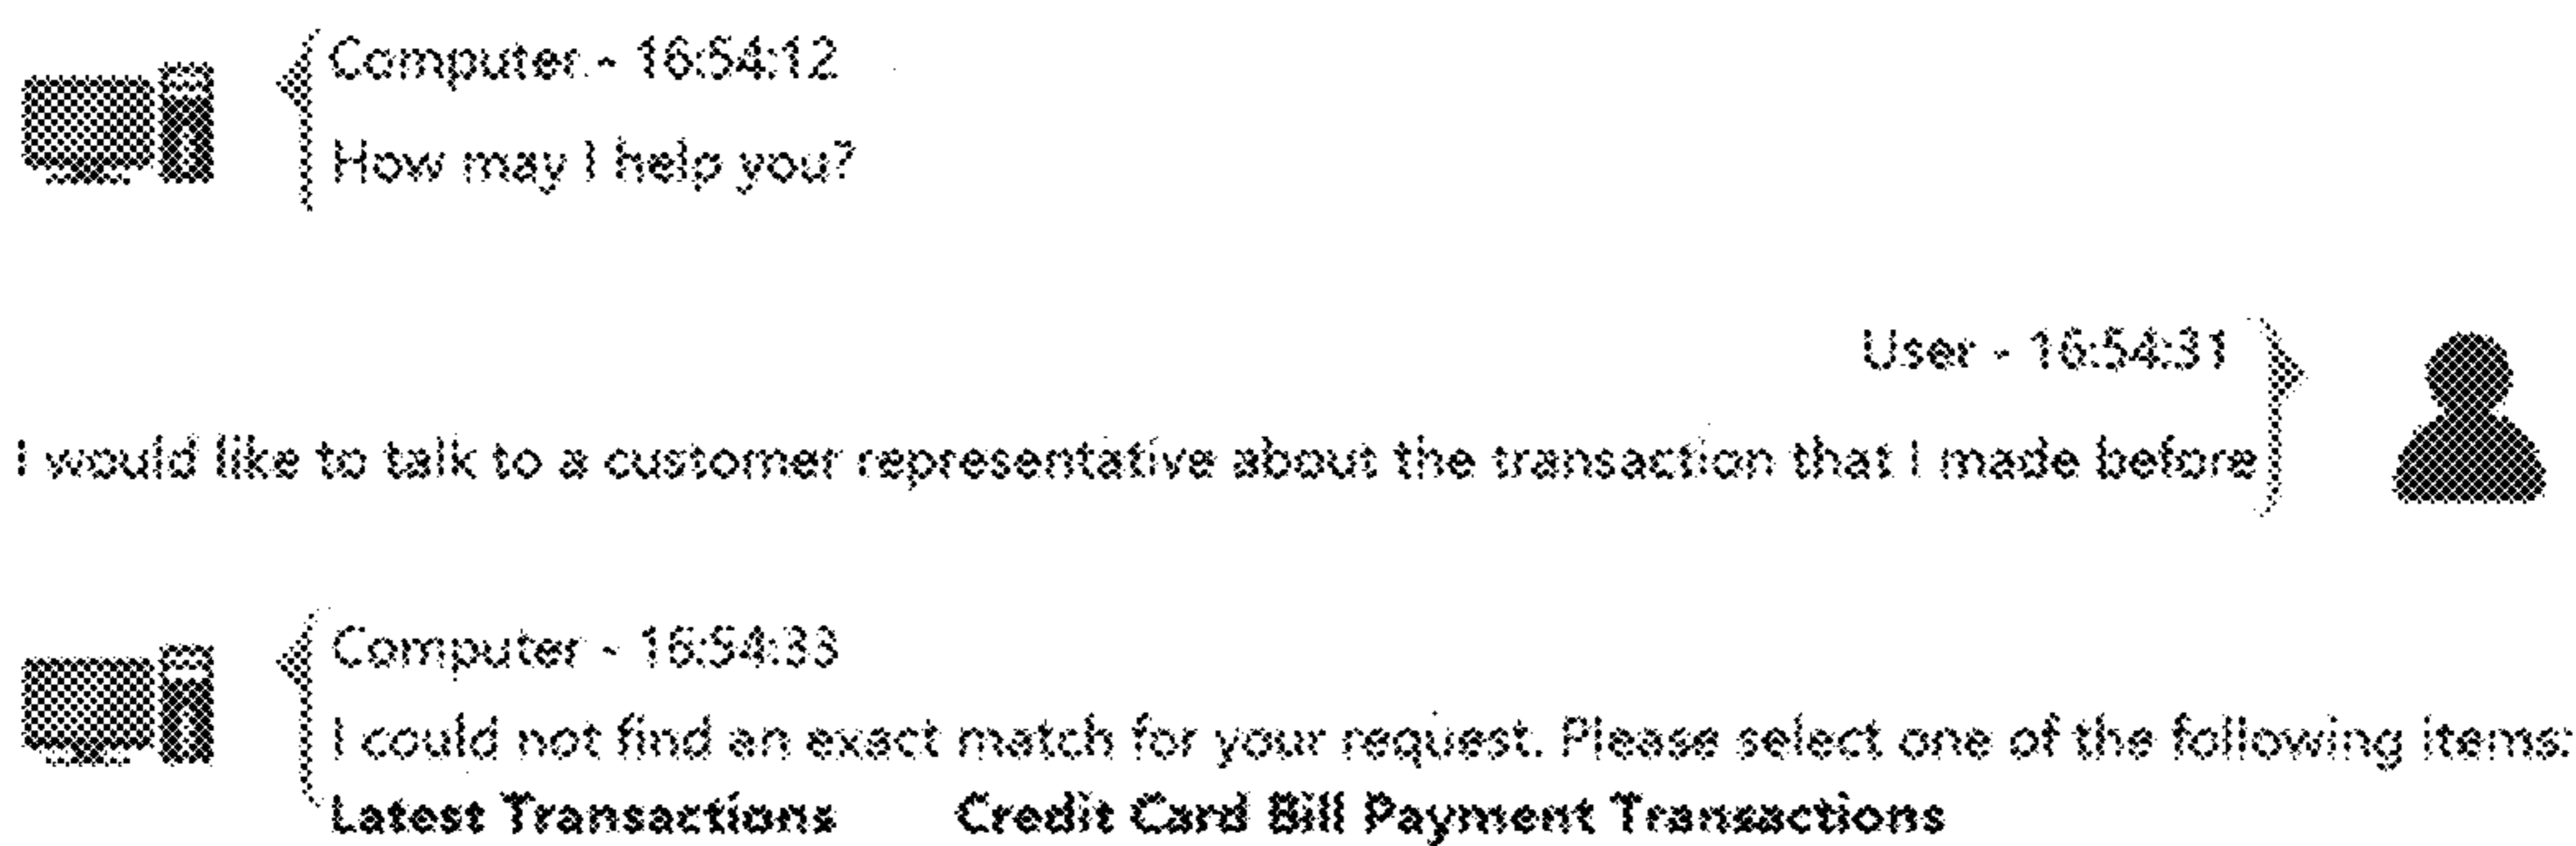 Computer - 16:54:12
How may I help you?
User - 16:54:31
I would like to talk to a customer representative about the transaction that I made before
Computer - 16:54:33
I could not find an exact match for your request. Please select one of the following items:
Latest Transactions Credit Card Bill Payment Transactions